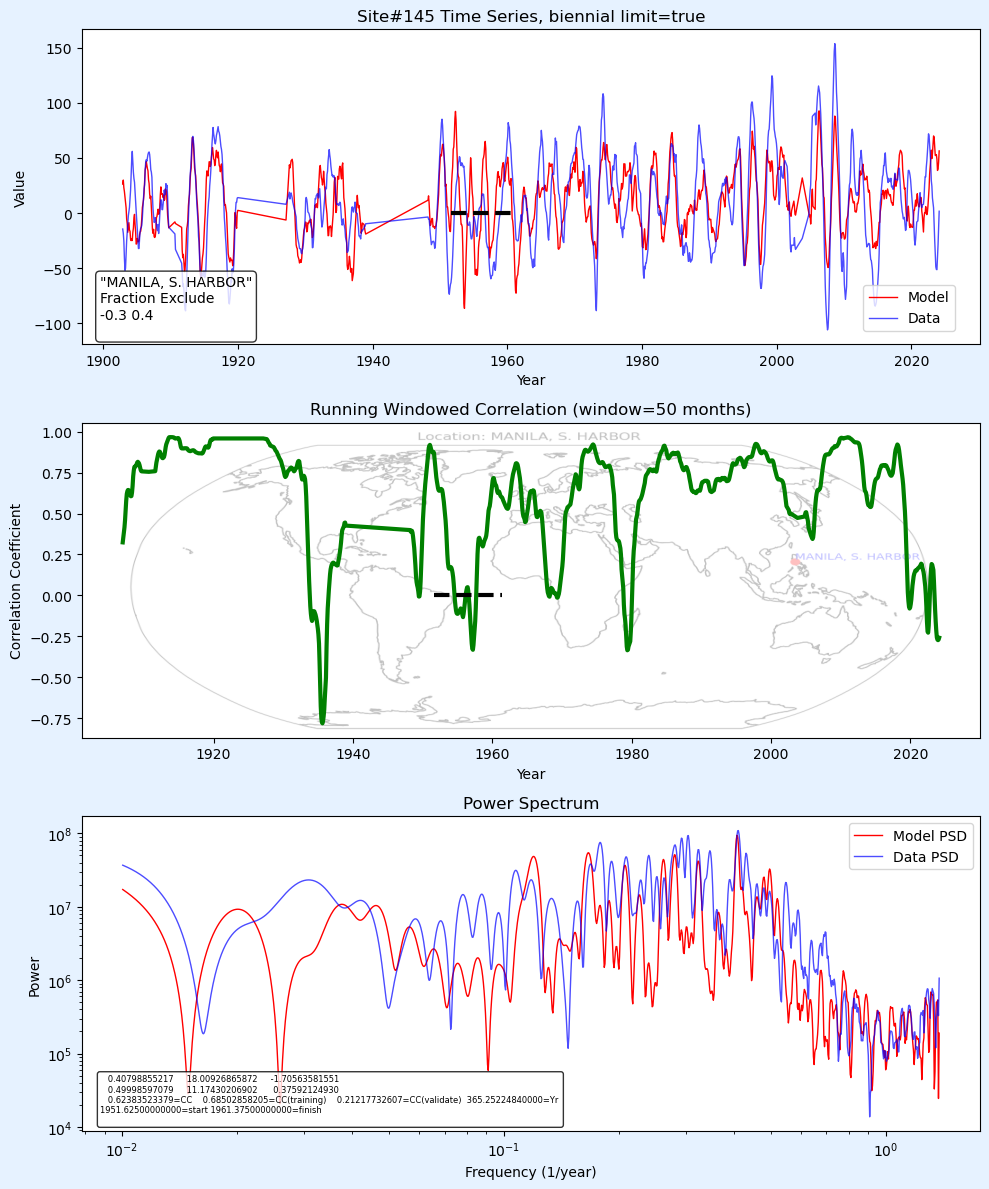 Site#145 Time Series, biennial limit=true
Value
150
100
50
0
−50
−100
"MANILA, S. HARBOR"
Fraction Exclude
-0.3 0.4
Model
Data
1900 1920 1940 1960 1980 2000 2020
Year
Running Windowed Correlation (window=50 months)
Correlation Coefficient
1.00
0.75
0.50
0.25
0.00
−0.25
−0.50
−0.75
Location: MANILA, S. HARBOR
MANILA, S. HARBOR
1920 1940 1960 1980 2000 2020
Year
Power Spectrum
Power
10⁸
10⁷
10⁶
10⁵
10⁴
Model PSD
Data PSD
0.40798855217 18.00926865872 -1.70563581551
0.49998597079 11.17430206902 0.37592124930
0.62383523379=CC 0.68502858205=CC(training) 0.21217732607=CC(validate) 365.25224840000=Yr
1951.62500000000=start 1961.37500000000=finish
10⁻² 10⁻¹ 10⁰
Frequency (1/year)